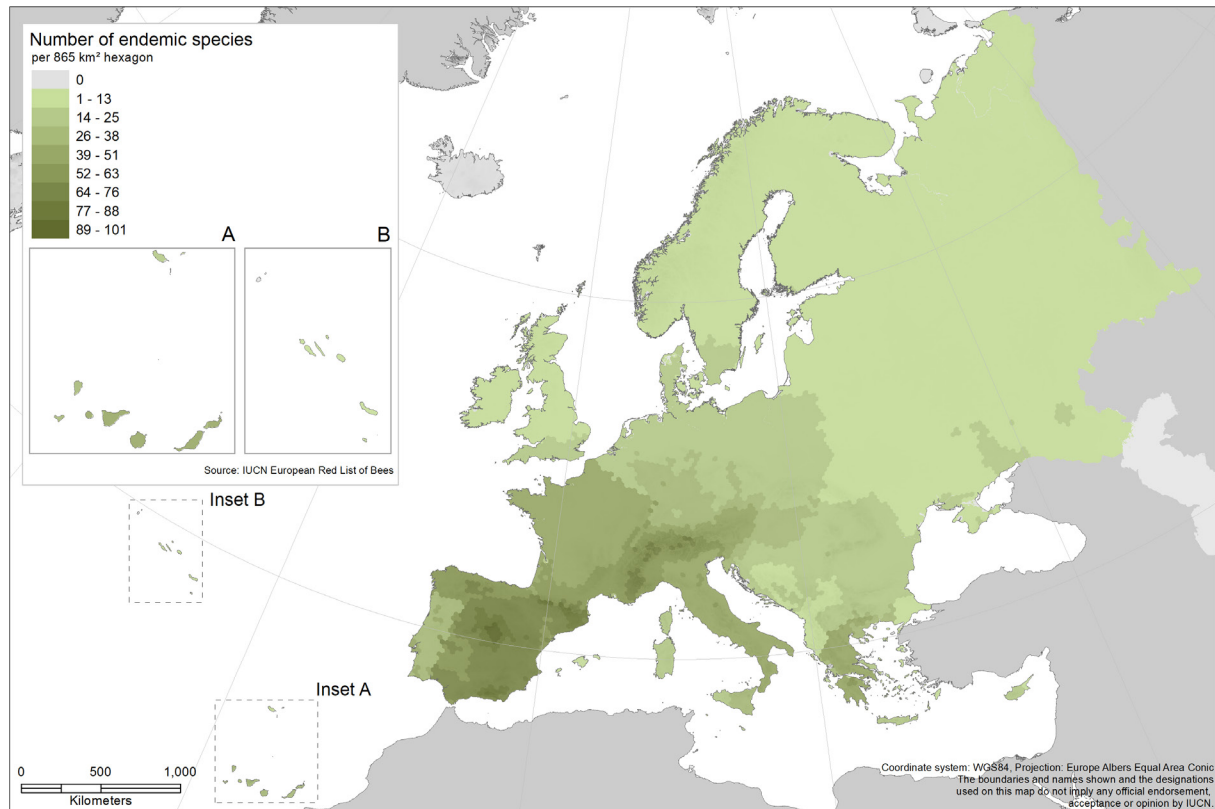 Number of endemic species
per 865 km² hexagon
0
1 - 13
14 - 25
26 - 38
39 - 51
52 - 63
64 - 76
77 - 88
89 - 101
A
B
Source: IUCN European Red List of Bees
Inset B
Inset A
0 500 1,000
Kilometers
Coordinate system: WGS84, Projection: Europe Albers Equal Area Conic
The boundaries and names shown and the designations
used on this map do not imply any official endorsement,
acceptance or opinion by IUCN.